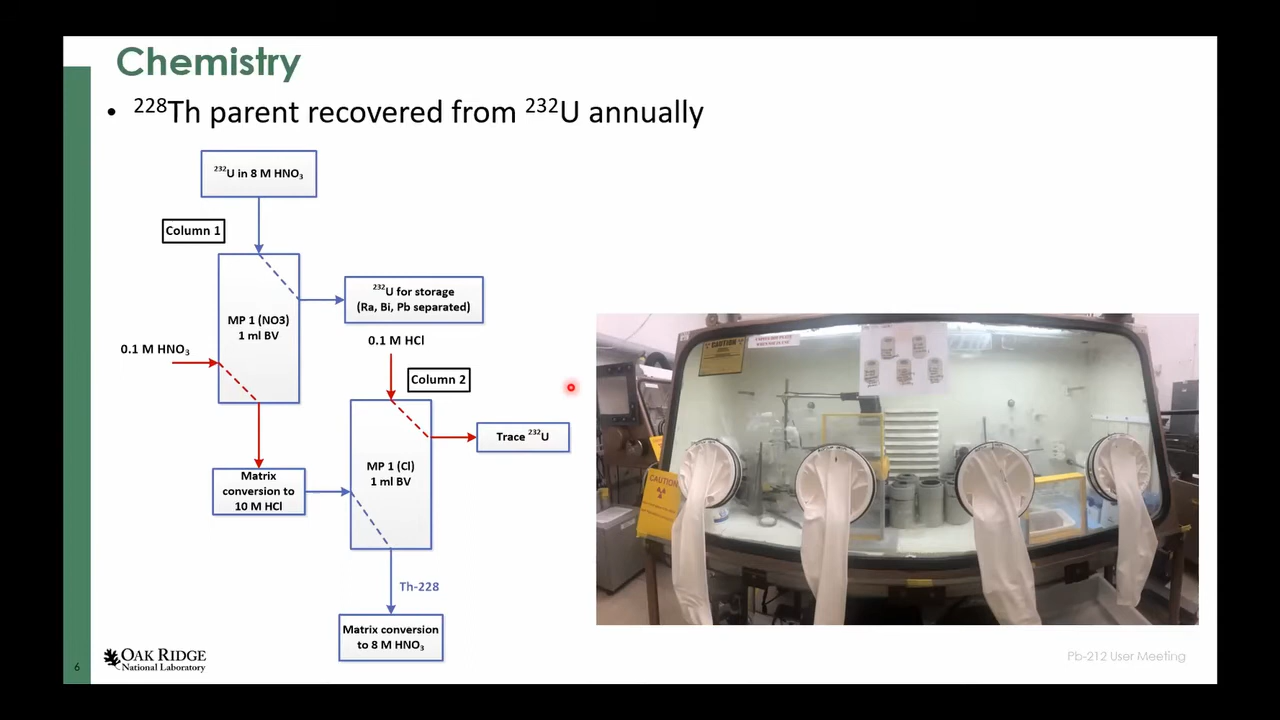 Chemistry
• ²²⁸Th parent recovered from ²³²U annually
²³²U in 8 M HNO₃
Column 1
MP 1 (NO3)
1 ml BV
²³²U for storage
(Ra, Bi, Pb separated)
0.1 M HNO₃
0.1 M HCl
Column 2
MP 1 (Cl)
1 ml BV
Trace ²³²U
Matrix
conversion to
10 M HCl
Th-228
Matrix conversion
to 8 M HNO₃
CAUTION
CAUTION
6
OAK RIDGE
National Laboratory
Pb-212 User Meeting